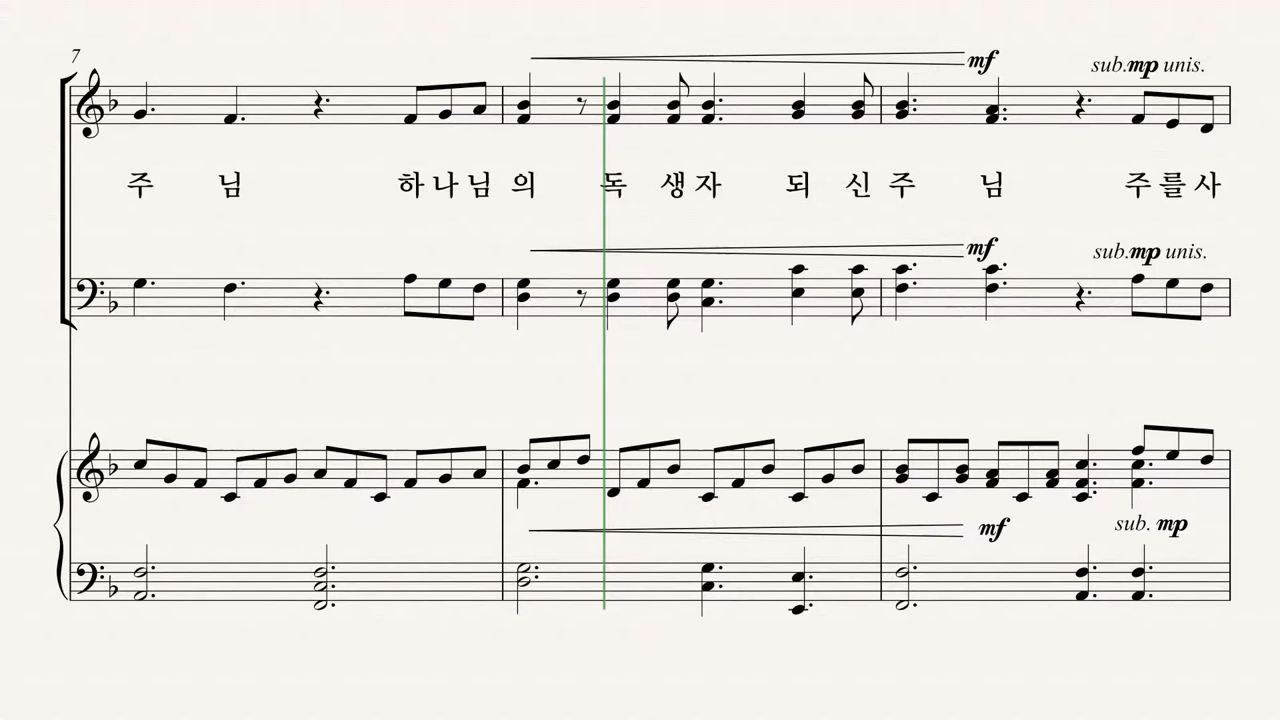 7
mf
sub.mp unis.
주 님 하 나 님 의 독 생 자 되 신 주 님 주 를 사
mf
sub.mp unis.
mf
sub. mp